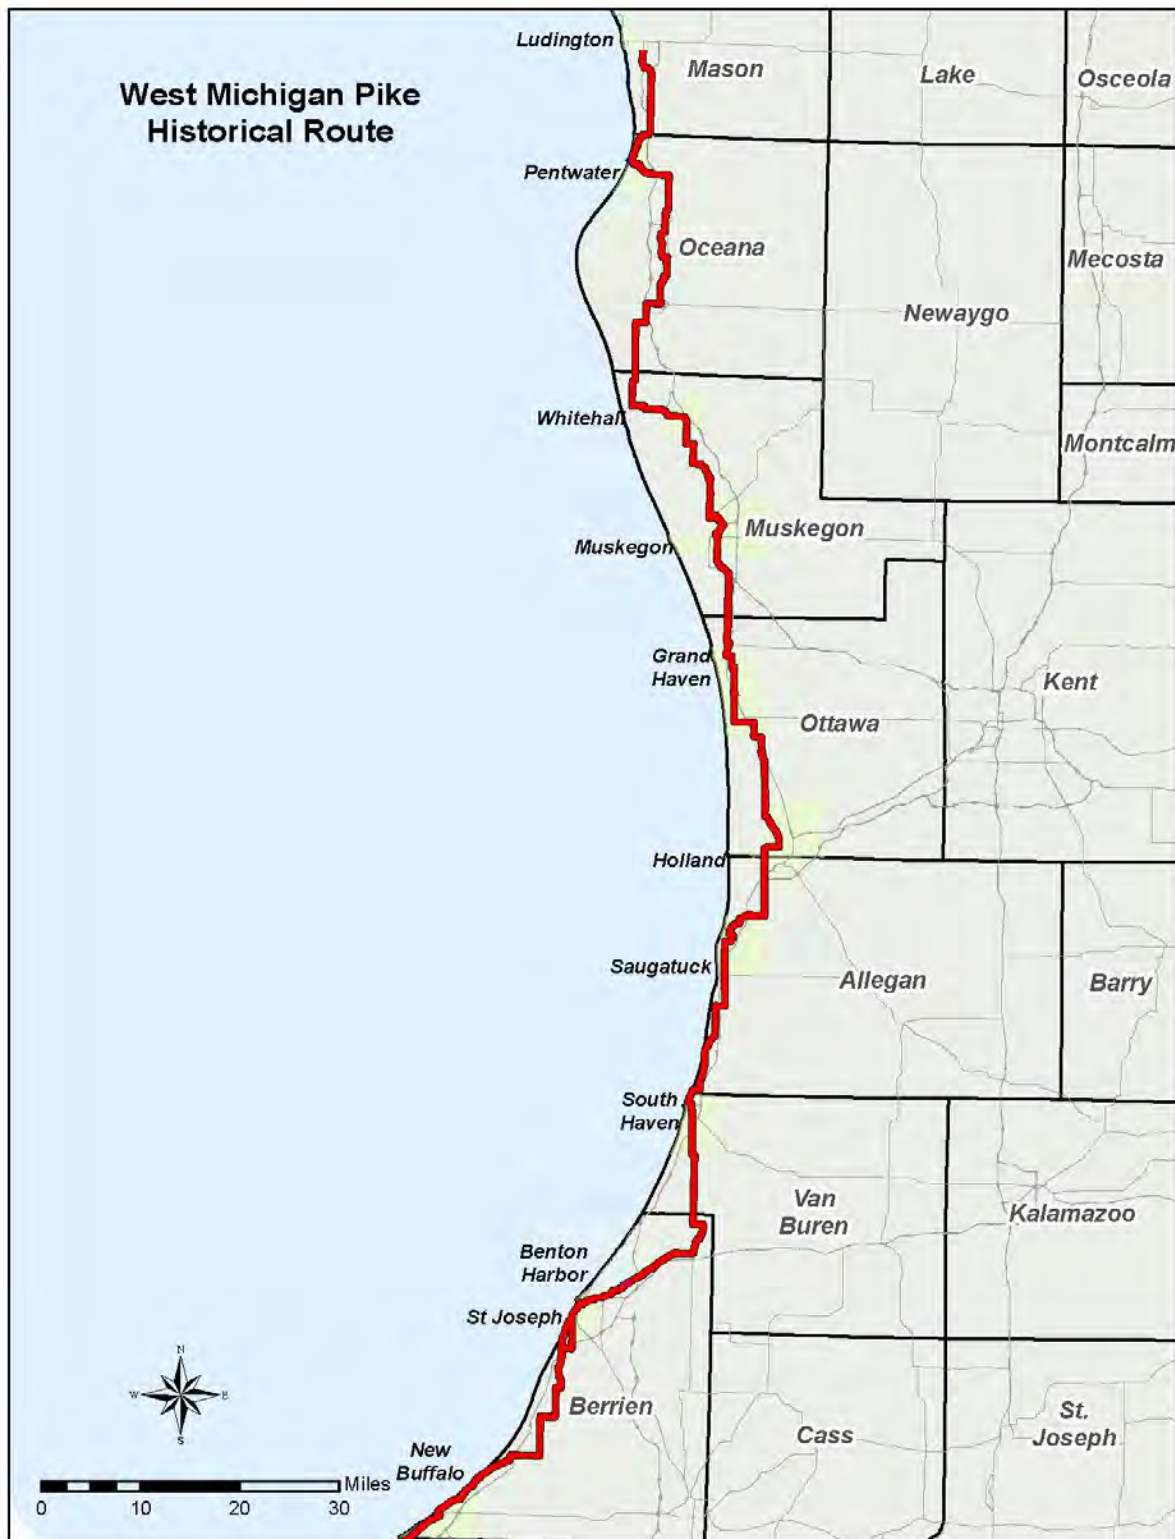 West Michigan Pike
Historical Route
Ludington
Mason
Lake
Osceola
Pentwater
Oceana
Mecosta
Newaygo
Whitehall
Montcalm
Muskegon
Muskegon
Grand
Haven
Kent
Ottawa
Holland
Saugatuck
Allegan
Barry
South
Haven
Van
Buren
Kalamazoo
Benton
Harbor
St Joseph
N
W
E
S
Berrien
Cass
St.
Joseph
New
Buffalo
Miles
0 10 20 30